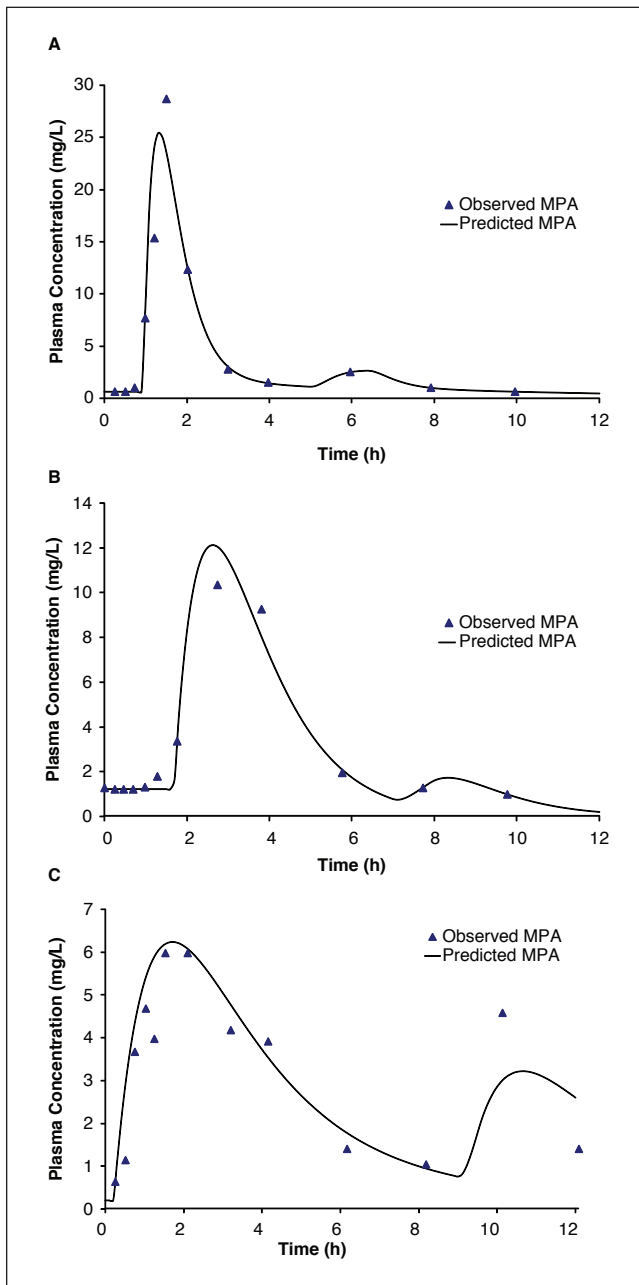 A
Plasma Concentration (mg/L)
30
25
20
15
10
5
0
Observed MPA
Predicted MPA
0 2 4 6 8 10 12
Time (h)
B
Plasma Concentration (mg/L)
14
12
10
8
6
4
2
0
Observed MPA
Predicted MPA
0 2 4 6 8 10 12
Time (h)
C
Plasma Concentration (mg/L)
7
6
5
4
3
2
1
0
Observed MPA
Predicted MPA
0 2 4 6 8 10 12
Time (h)